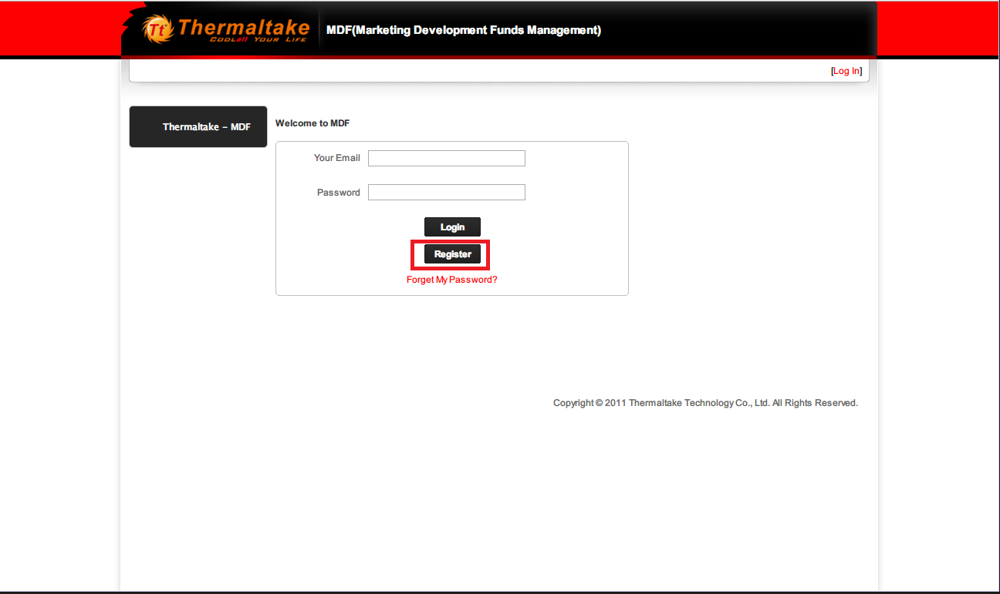 Tt Thermaltake
COOLall YOUR LIFE
MDF(Marketing Development Funds Management)
[Log In]
Thermaltake – MDF
Welcome to MDF
Your Email
Password
Login
Register
Forget My Password?
Copyright © 2011 Thermaltake Technology Co., Ltd. All Rights Reserved.